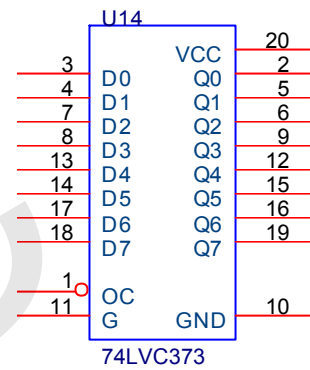 U14
VCC 20
3 D0 Q0 2
4 D1 Q1 5
7 D2 Q2 6
8 D3 Q3 9
13 D4 Q4 12
14 D5 Q5 15
17 D6 Q6 16
18 D7 Q7 19
1 OC
11 G GND 10
74LVC373